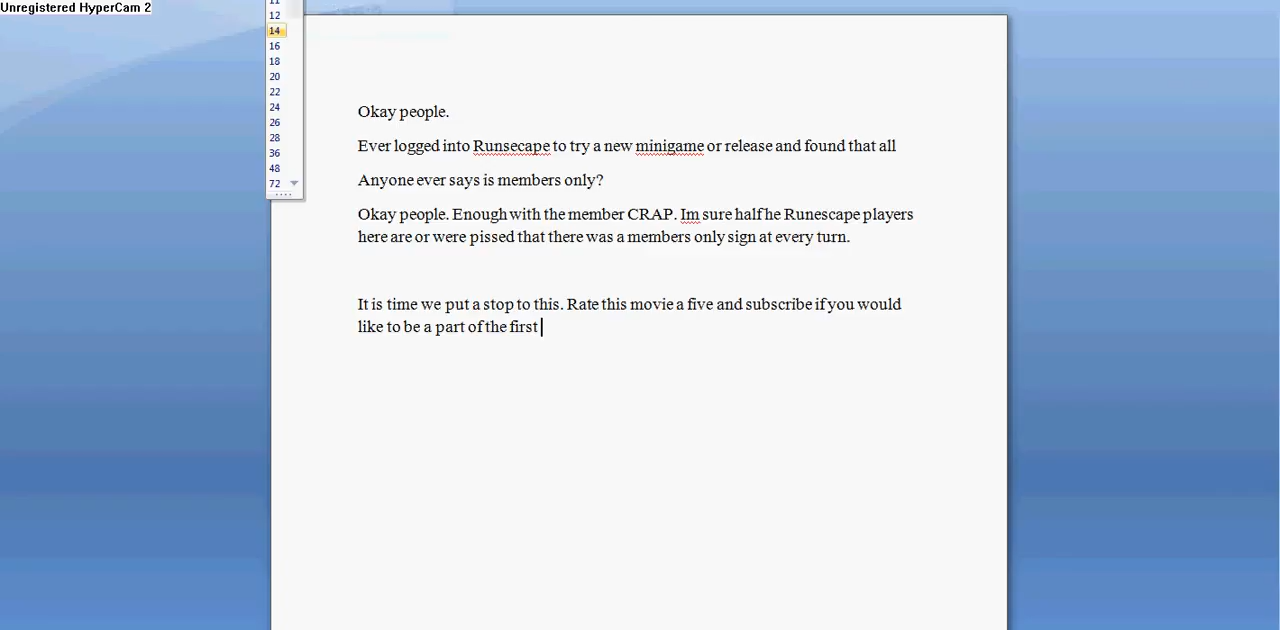 Unregistered HyperCam 2
11
12
14
16
18
20
22
24
26
28
36
48
72
Okay people.
Ever logged into Runsecape to try a new minigame or release and found that all
Anyone ever says is members only?
Okay people. Enough with the member CRAP. Im sure half he Runescape players
here are or were pissed that there was a members only sign at every turn.
It is time we put a stop to this. Rate this movie a five and subscribe if you would
like to be a part of the first